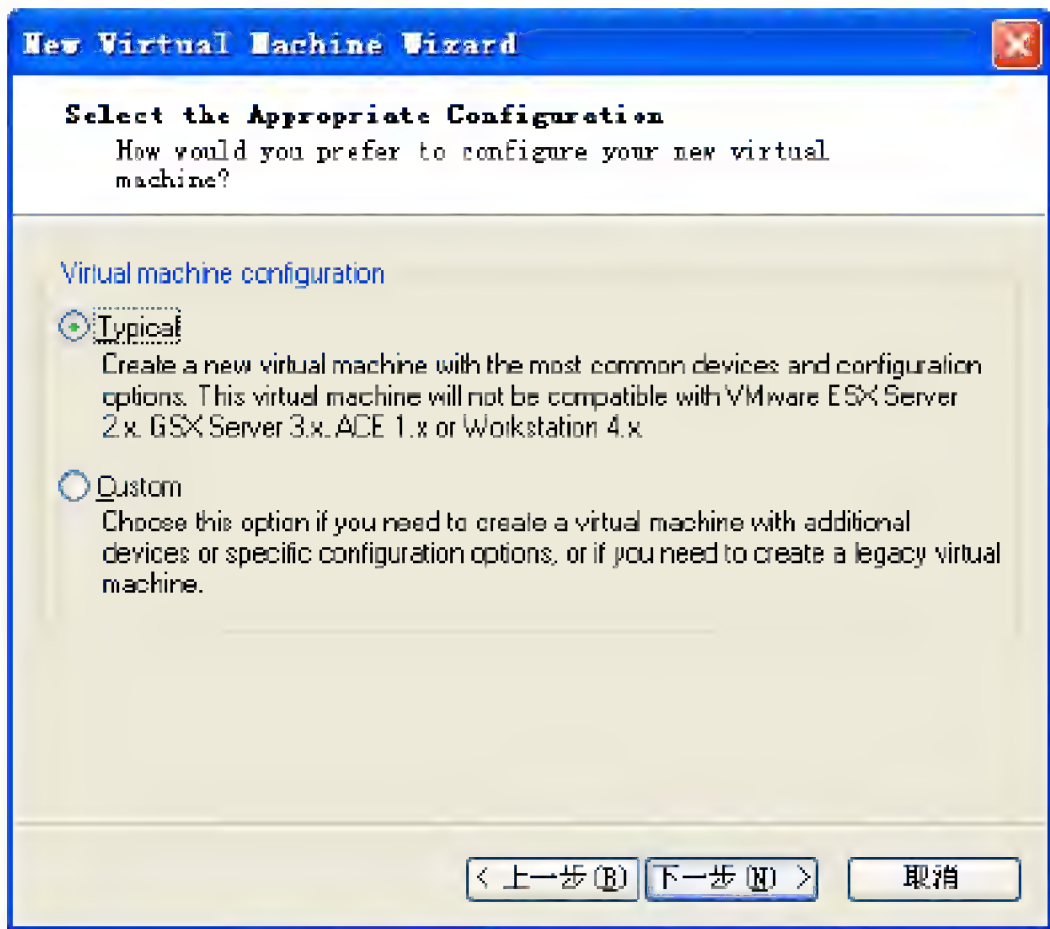 New Virtual Machine Wizard
Select the Appropriate Configuration
How would you prefer to configure your new virtual
machine?
Virtual machine configuration
Typical
Create a new virtual machine with the most common devices and configuration
options. This virtual machine will not be compatible with VMware ESX Server
2.x, GSX Server 3.x, ACE 1.x or Workstation 4.x
Custom
Choose this option if you need to create a virtual machine with additional
devices or specific configuration options, or if you need to create a legacy virtual
machine.
< 上一步(B) 下一步(N) > 取消